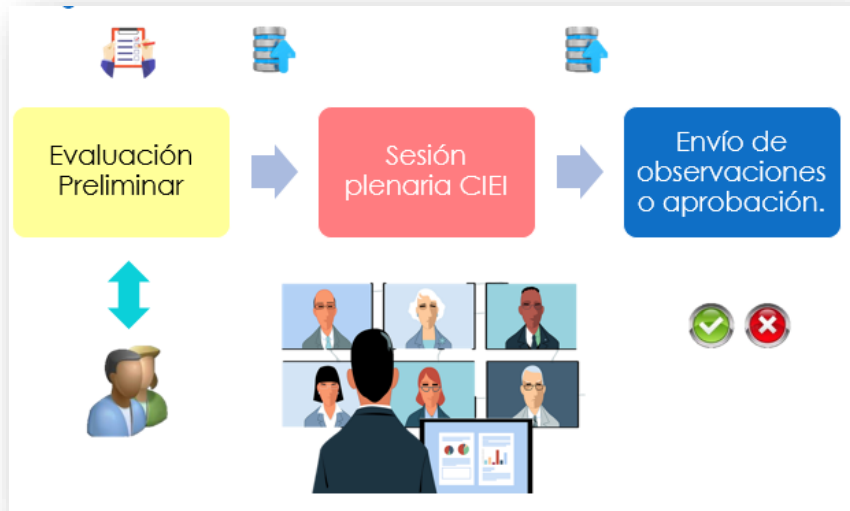 Evaluación
Preliminar
Sesión
plenaria CIEI
Envío de
observaciones
o aprobación.